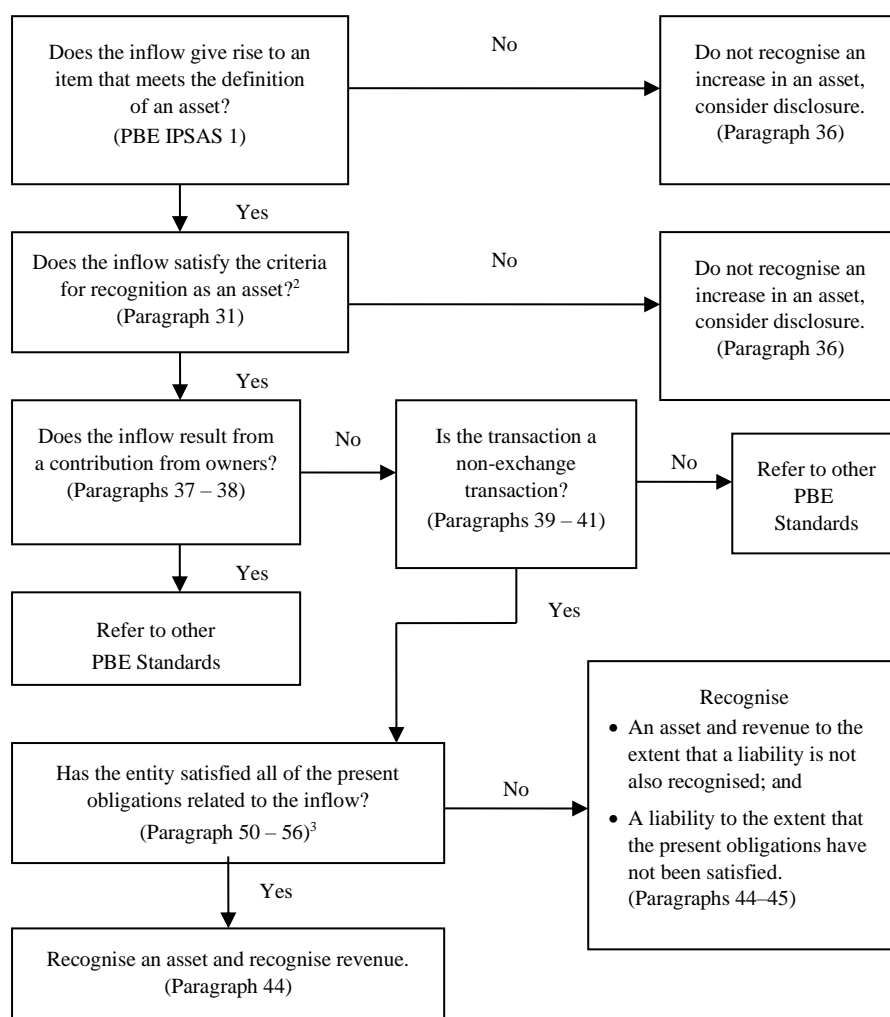 Does the inflow give rise to an
item that meets the definition
of an asset?
(PBE IPSAS 1)
No
Do not recognise an
increase in an asset,
consider disclosure.
(Paragraph 36)
Yes
Does the inflow satisfy the criteria
for recognition as an asset?²
(Paragraph 31)
No
Do not recognise an
increase in an asset,
consider disclosure.
(Paragraph 36)
Yes
Does the inflow result from
a contribution from owners?
(Paragraphs 37 – 38)
No
Is the transaction a
non-exchange
transaction?
(Paragraphs 39 – 41)
No
Refer to other
PBE
Standards
Yes
Refer to other
PBE Standards
Yes
Has the entity satisfied all of the present
obligations related to the inflow?
(Paragraph 50 – 56)³
No
Recognise
• An asset and revenue to the
extent that a liability is not
also recognised; and
• A liability to the extent that
the present obligations have
not been satisfied.
(Paragraphs 44–45)
Yes
Recognise an asset and recognise revenue.
(Paragraph 44)